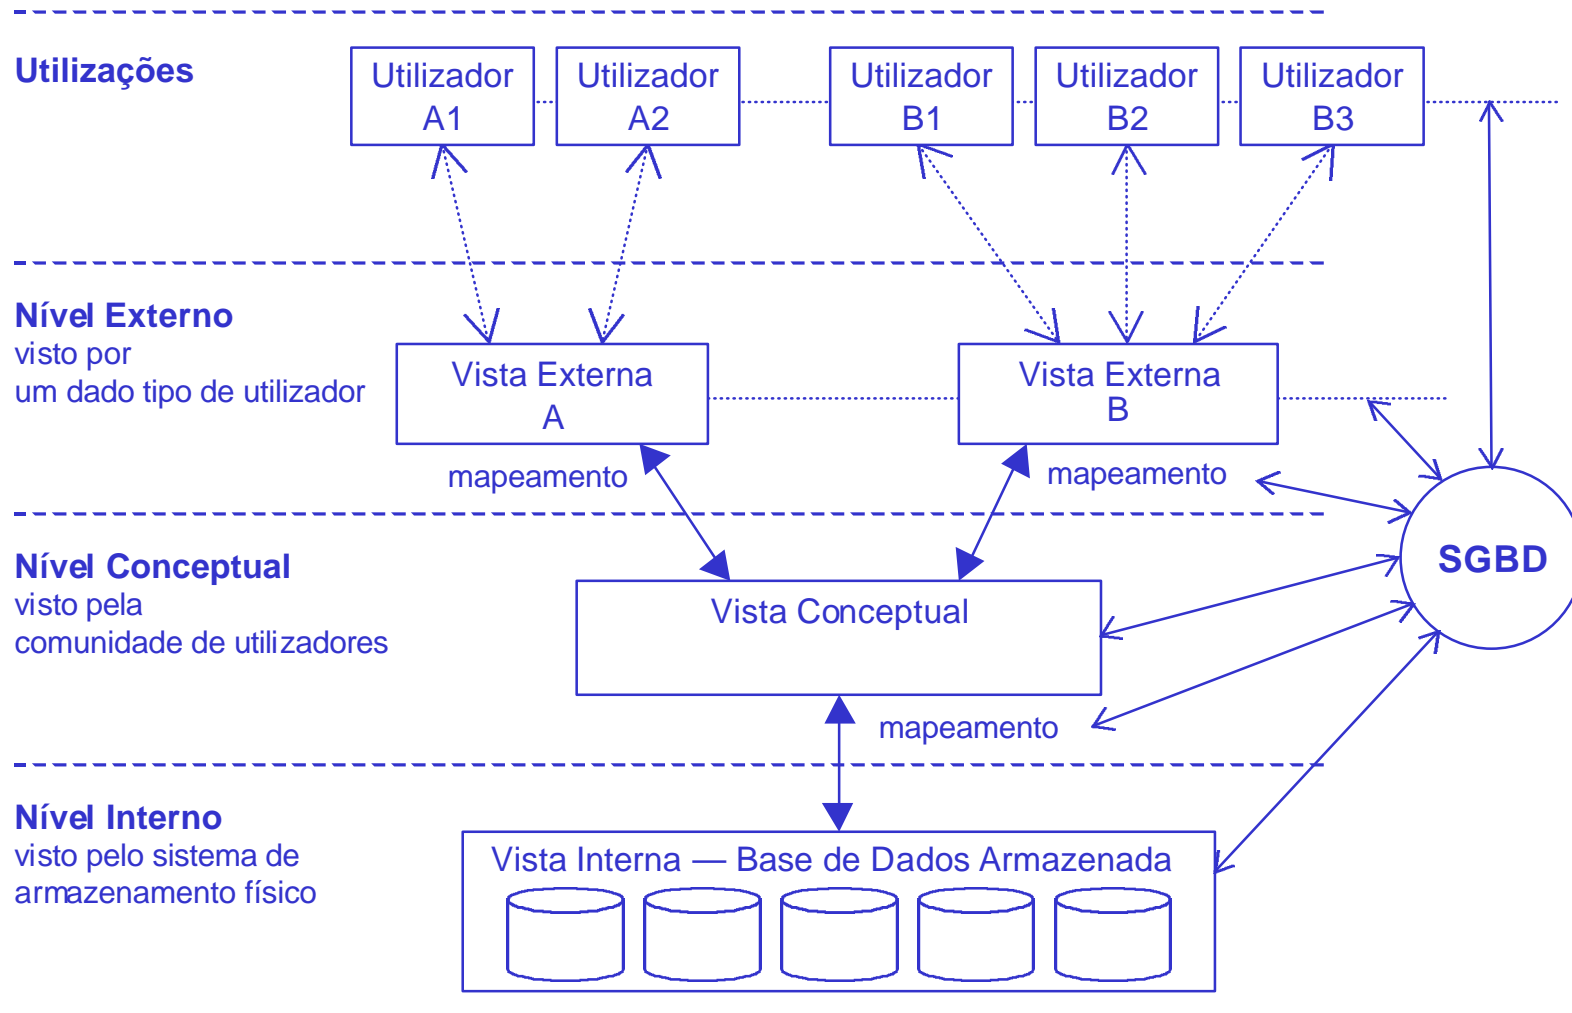 Utilizações
Utilizador
A1
Utilizador
A2
Utilizador
B1
Utilizador
B2
Utilizador
B3
Nível Externo
visto por
um dado tipo de utilizador
Vista Externa
A
Vista Externa
B
mapeamento
mapeamento
SGBD
Nível Conceptual
visto pela
comunidade de utilizadores
Vista Conceptual
mapeamento
Nível Interno
visto pelo sistema de
armazenamento físico
Vista Interna — Base de Dados Armazenada